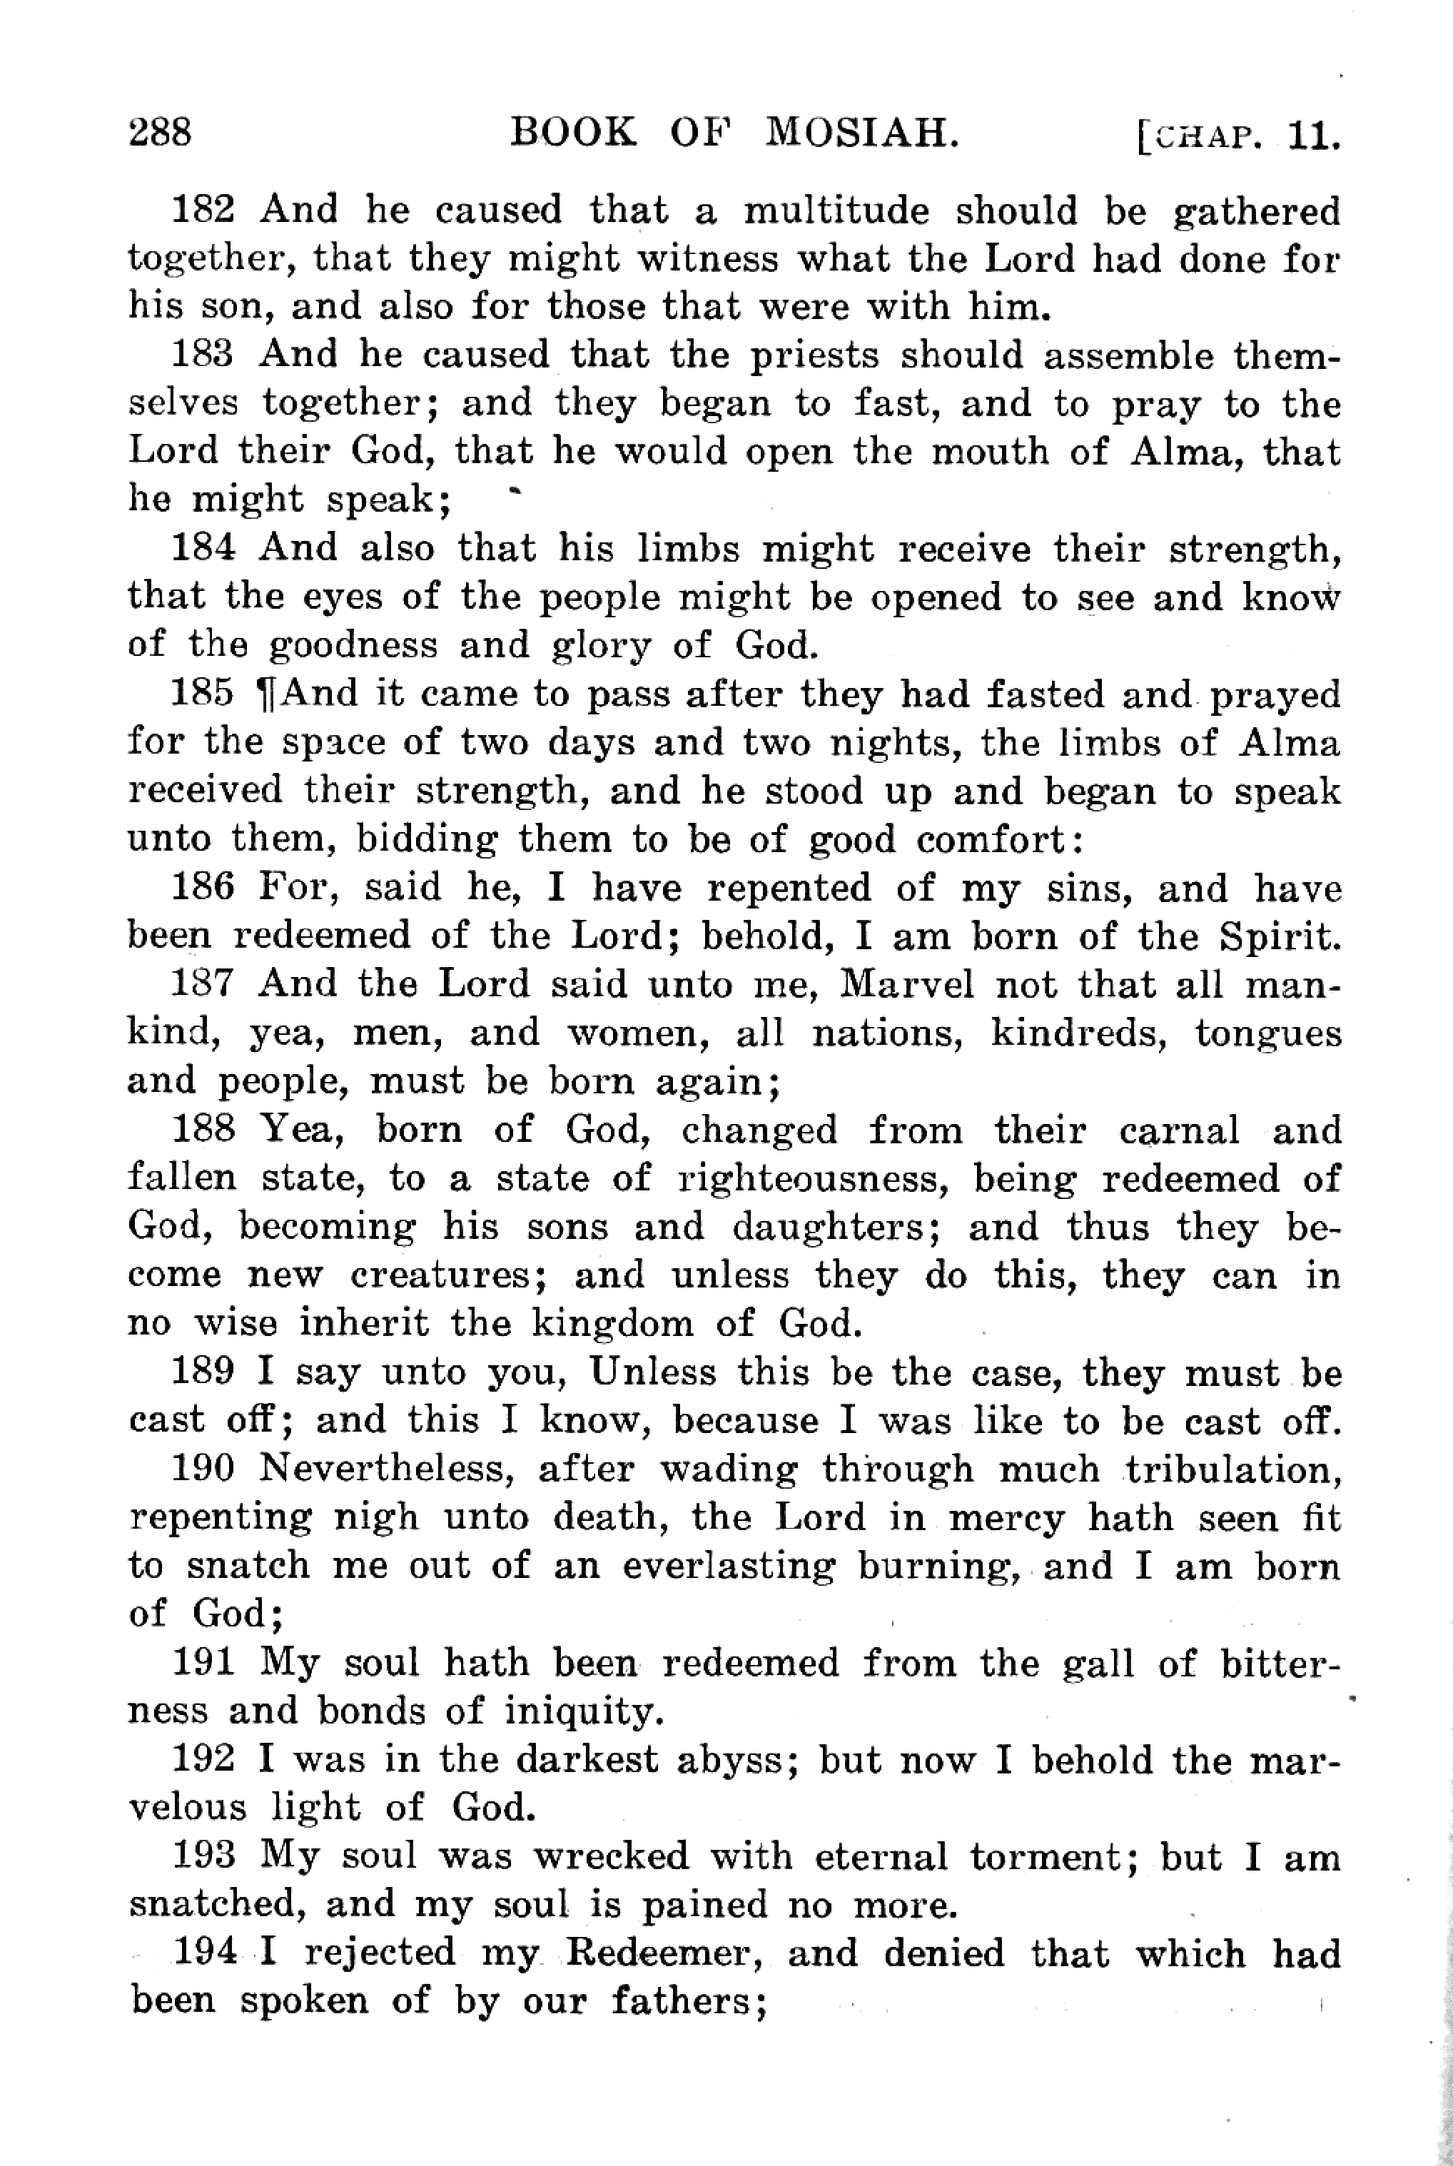 288 BOOK OF MOSIAH. [CHAP. 11.
182 And he caused that a multitude should be gathered
together, that they might witness what the Lord had done for
his son, and also for those that were with him.
183 And he caused that the priests should assemble them-
selves together; and they began to fast, and to pray to the
Lord their God, that he would open the mouth of Alma, that
he might speak;
184 And also that his limbs might receive their strength,
that the eyes of the people might be opened to see and know
of the goodness and glory of God.
185 ¶And it came to pass after they had fasted and prayed
for the space of two days and two nights, the limbs of Alma
received their strength, and he stood up and began to speak
unto them, bidding them to be of good comfort:
186 For, said he, I have repented of my sins, and have
been redeemed of the Lord; behold, I am born of the Spirit.
187 And the Lord said unto me, Marvel not that all man-
kind, yea, men, and women, all nations, kindreds, tongues
and people, must be born again;
188 Yea, born of God, changed from their carnal and
fallen state, to a state of righteousness, being redeemed of
God, becoming his sons and daughters; and thus they be-
come new creatures; and unless they do this, they can in
no wise inherit the kingdom of God.
189 I say unto you, Unless this be the case, they must be
cast off; and this I know, because I was like to be cast off.
190 Nevertheless, after wading through much tribulation,
repenting nigh unto death, the Lord in mercy hath seen fit
to snatch me out of an everlasting burning, and I am born
of God;
191 My soul hath been redeemed from the gall of bitter-
ness and bonds of iniquity.
192 I was in the darkest abyss; but now I behold the mar-
velous light of God.
193 My soul was wrecked with eternal torment; but I am
snatched, and my soul is pained no more.
194 I rejected my Redeemer, and denied that which had
been spoken of by our fathers;